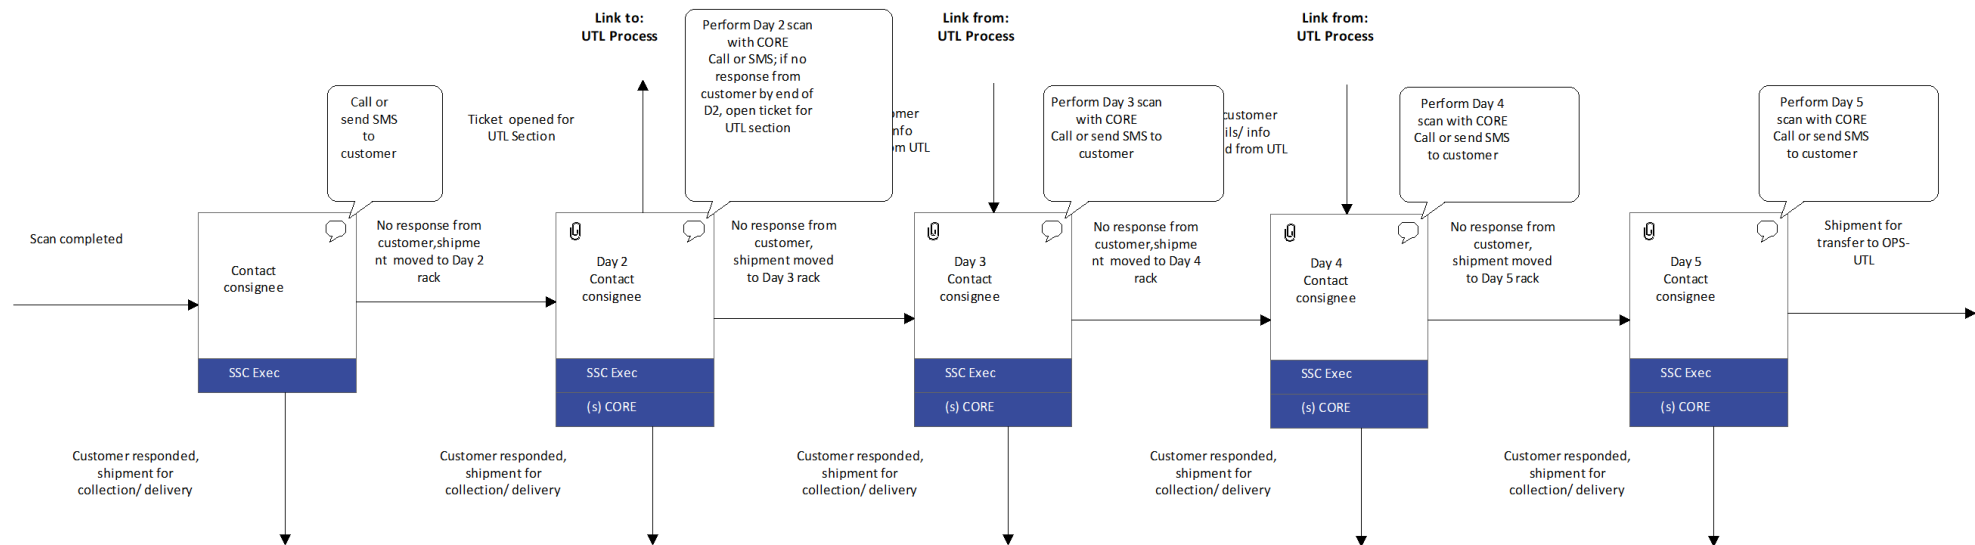 Link to:
UTL Process
Link from:
UTL Process
Link from:
UTL Process
Perform Day 2 scan
with CORE
Call or SMS; if no
response from
customer by end of
D2, open ticket for
UTL section
Call or
send SMS
to
customer
Ticket opened for
UTL Section
from UTL
Perform Day 3 scan
with CORE
Call or send SMS to
customer
customer
info
from UTL
Perform Day 4
scan with CORE
Call or send SMS
to customer
Perform Day 5
scan with CORE
Call or send SMS
to customer
Scan completed
Contact
consignee
SSC Exec
No response from
customer,shipme
nt moved to Day 2
rack
Day 2
Contact
consignee
SSC Exec
(s) CORE
No response from
customer,
shipment moved
to Day 3 rack
Day 3
Contact
consignee
SSC Exec
(s) CORE
No response from
customer,shipme
nt moved to Day 4
rack
Day 4
Contact
consignee
SSC Exec
(s) CORE
No response from
customer,
shipment moved
to Day 5 rack
Day 5
Contact
consignee
SSC Exec
(s) CORE
Shipment for
transfer to OPS-
UTL
Customer responded,
shipment for
collection/ delivery
Customer responded,
shipment for
collection/ delivery
Customer responded,
shipment for
collection/ delivery
Customer responded,
shipment for
collection/ delivery
Customer responded,
shipment for
collection/ delivery